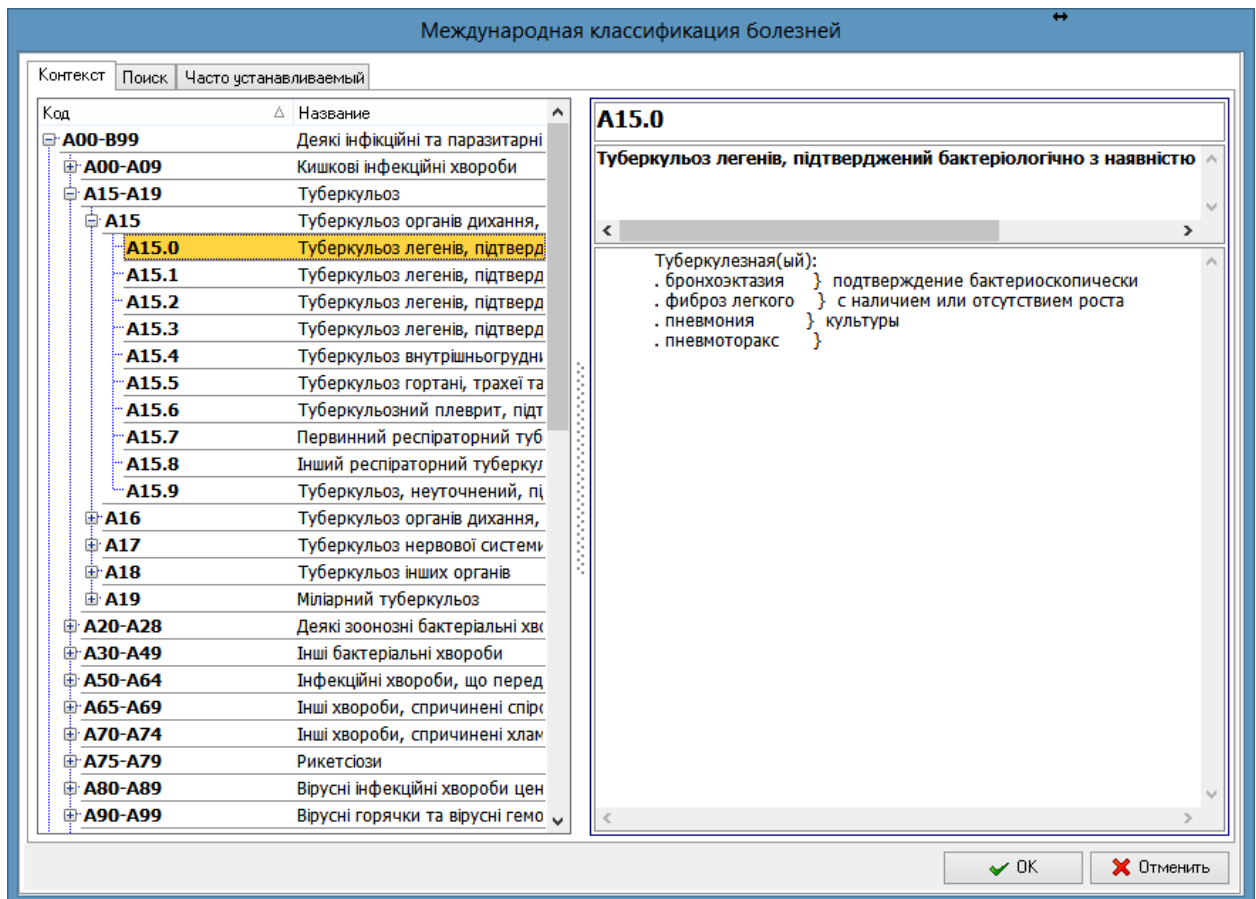 Международная классификация болезней
Контекст Поиск Часто устанавливаемый
Код Название
A00-B99 Деякі інфікційні та паразитарні
A00-A09 Кишкові інфекційні хвороби
A15-A19 Туберкульоз
A15 Туберкульоз органів дихання,
A15.0 Туберкульоз легенів, підтверд
A15.1 Туберкульоз легенів, підтверд
A15.2 Туберкульоз легенів, підтверд
A15.3 Туберкульоз легенів, підтверд
A15.4 Туберкульоз внутрішньогрудни
A15.5 Туберкульоз гортані, трахеї та
A15.6 Туберкульозний плеврит, підт
A15.7 Первинний респіраторний туб
A15.8 Інший респіраторний туберкул
A15.9 Туберкульоз, неуточнений, пі
A16 Туберкульоз органів дихання,
A17 Туберкульоз нервової системи
A18 Туберкульоз інших органів
A19 Міліарний туберкульоз
A20-A28 Деякі зоонозні бактеріальні хво
A30-A49 Інші бактеріальні хвороби
A50-A64 Інфекційні хвороби, що перед
A65-A69 Інші хвороби, спричинені спіро
A70-A74 Інші хвороби, спричинені хлам
A75-A79 Рикетсіози
A80-A89 Вірусні інфекційні хвороби цен
A90-A99 Вірусні горячки та вірусні гемо
A15.0
Туберкульоз легенів, підтверджений бактеріологічно з наявністю
Туберкулезная(ый):
. бронхоэктазия } подтверждение бактериоскопически
. фиброз легкого } с наличием или отсутствием роста
. пневмония } культуры
. пневмоторакс }
OK Отменить